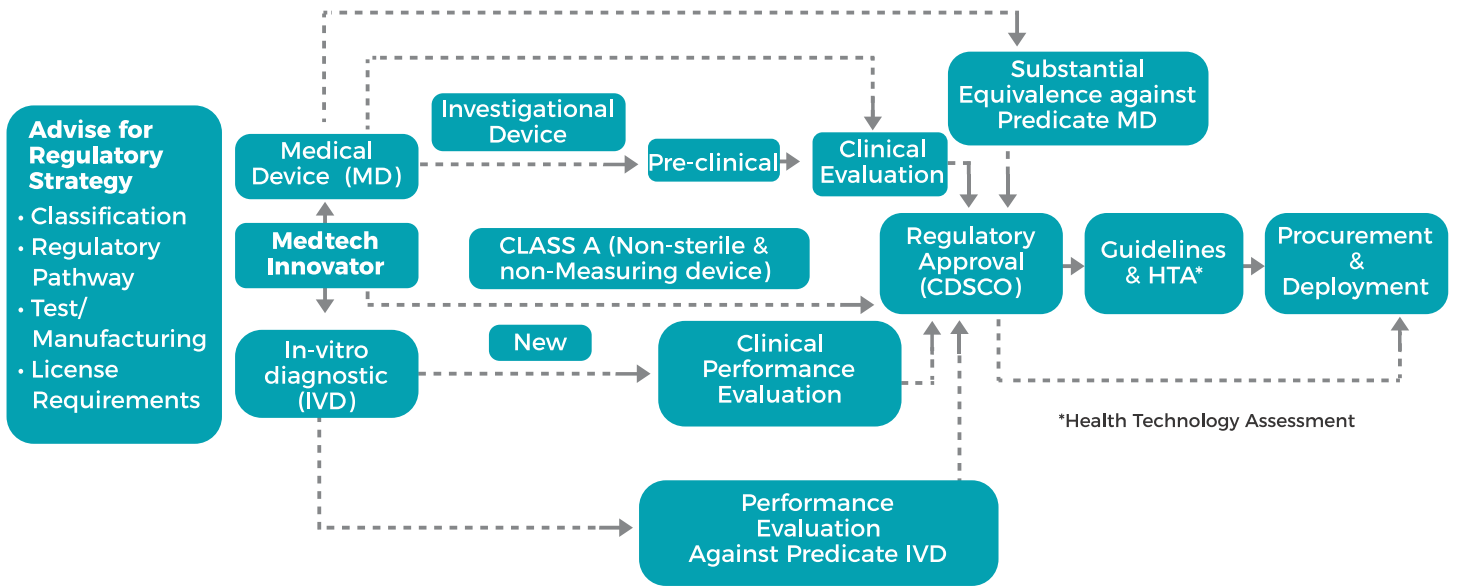 Advise for
Regulatory
Strategy
• Classification
• Regulatory
Pathway
• Test/
Manufacturing
• License
Requirements
Medical
Device (MD)
Medtech
Innovator
In-vitro
diagnostic
(IVD)
Investigational
Device
Pre-clinical
Clinical
Evaluation
Substantial
Equivalence against
Predicate MD
CLASS A (Non-sterile &
non-Measuring device)
New
Clinical
Performance
Evaluation
Performance
Evaluation
Against Predicate IVD
Regulatory
Approval
(CDSCO)
Guidelines
& HTA*
Procurement
&
Deployment
*Health Technology Assessment